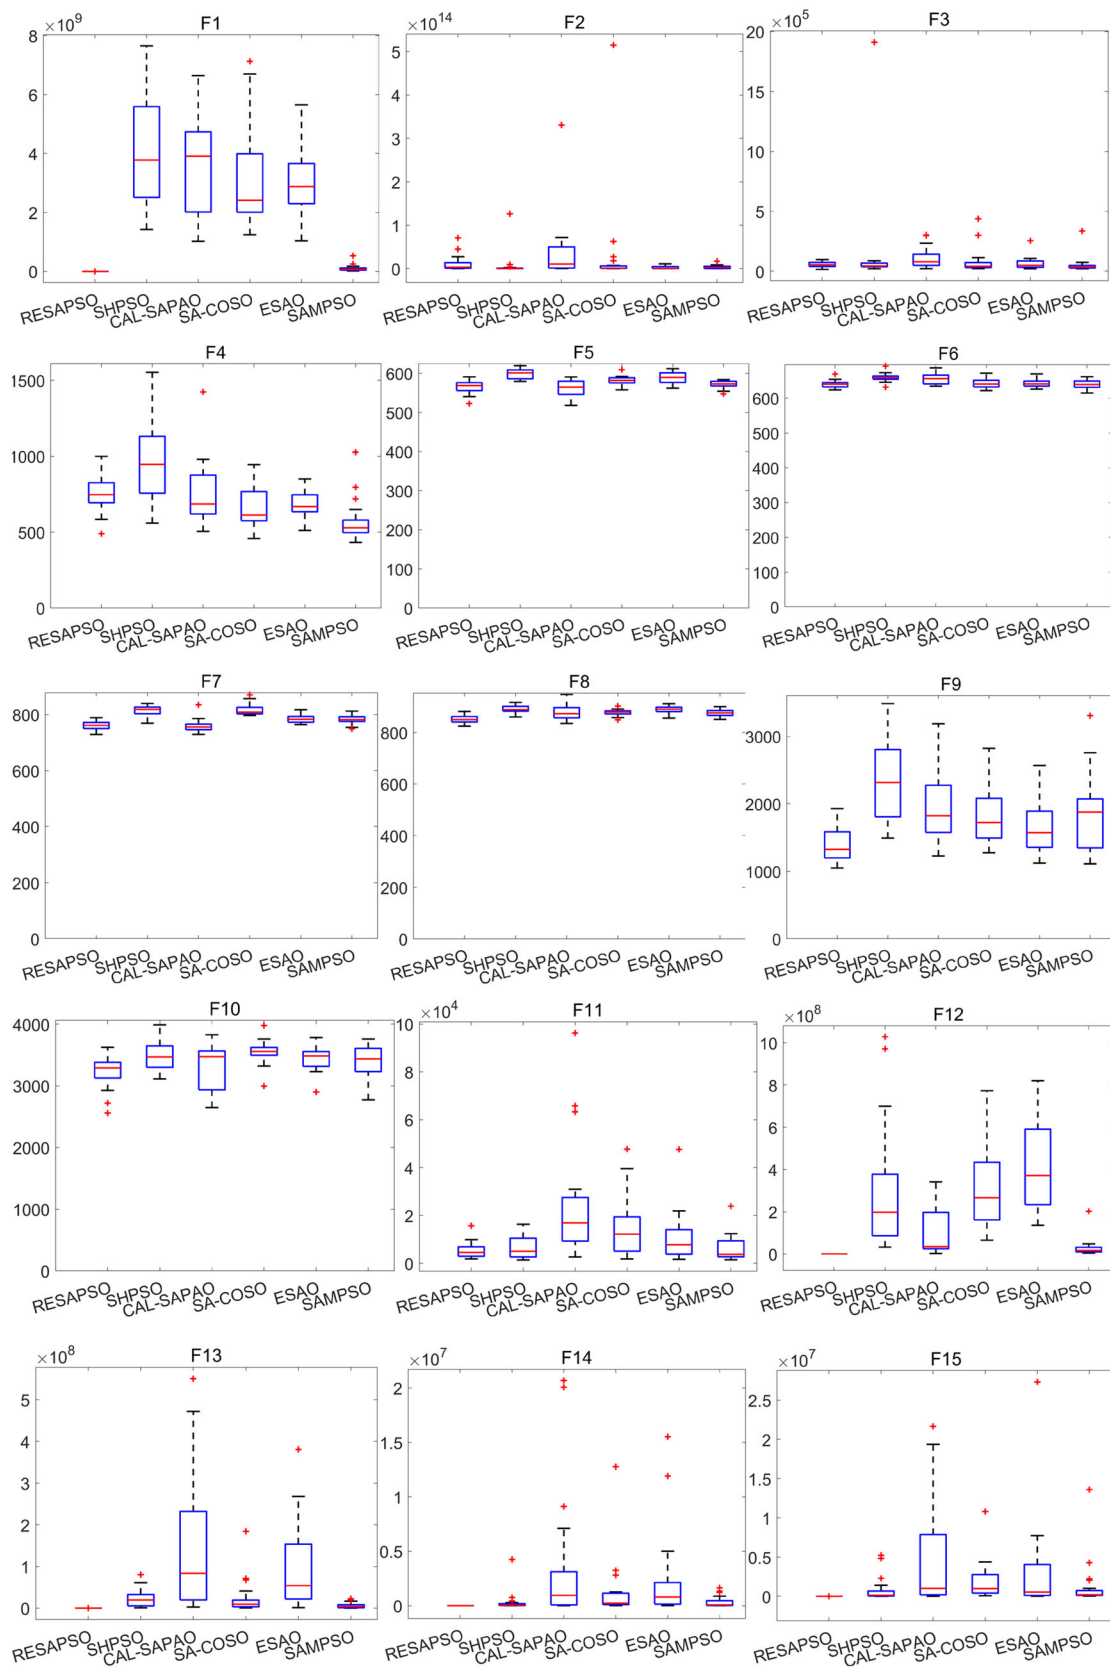 F1 F2 F3
×10^9 ×10^14 ×10^5
8 6 4 2 0
5 4 3 2 1 0
20 15 10 5 0
RESAPSO SHPSO CAL-SAPAO SA-COSO ESAO SAMPSO
RESAPSO SHPSO CAL-SAPAO SA-COSO ESAO SAMPSO
RESAPSO SHPSO CAL-SAPAO SA-COSO ESAO SAMPSO
F4 F5 F6
1500 1000 500 0
600 500 400 300 200 100 0
600 500 400 300 200 100 0
RESAPSO SHPSO CAL-SAPAO SA-COSO ESAO SAMPSO
RESAPSO SHPSO CAL-SAPAO SA-COSO ESAO SAMPSO
RESAPSO SHPSO CAL-SAPAO SA-COSO ESAO SAMPSO
F7 F8 F9
800 600 400 200 0
800 600 400 200 0
3000 2000 1000 0
RESAPSO SHPSO CAL-SAPAO SA-COSO ESAO SAMPSO
RESAPSO SHPSO CAL-SAPAO SA-COSO ESAO SAMPSO
RESAPSO SHPSO CAL-SAPAO SA-COSO ESAO SAMPSO
F10 F11 F12
×10^4 ×10^8
4000 3000 2000 1000 0
10 8 6 4 2 0
10 8 6 4 2 0
RESAPSO SHPSO CAL-SAPAO SA-COSO ESAO SAMPSO
RESAPSO SHPSO CAL-SAPAO SA-COSO ESAO SAMPSO
RESAPSO SHPSO CAL-SAPAO SA-COSO ESAO SAMPSO
F13 F14 F15
×10^8 ×10^7 ×10^7
5 4 3 2 1 0
2 1.5 1 0.5 0
2.5 2 1.5 1 0.5 0
RESAPSO SHPSO CAL-SAPAO SA-COSO ESAO SAMPSO
RESAPSO SHPSO CAL-SAPAO SA-COSO ESAO SAMPSO
RESAPSO SHPSO CAL-SAPAO SA-COSO ESAO SAMPSO